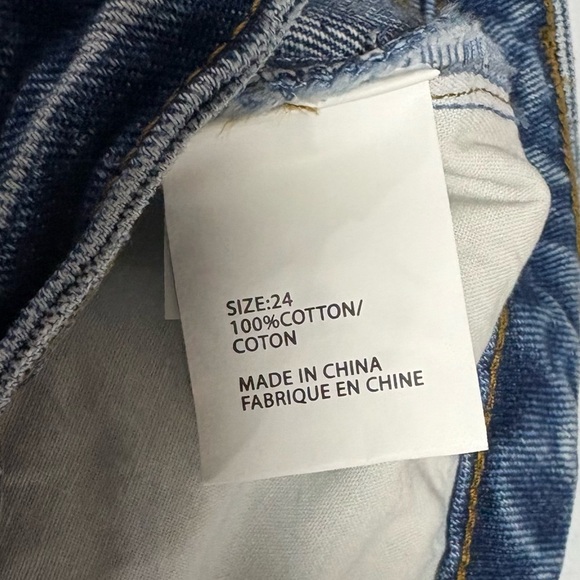 SIZE:24
100%COTTON/
COTON
MADE IN CHINA
FABRIQUE EN CHINE